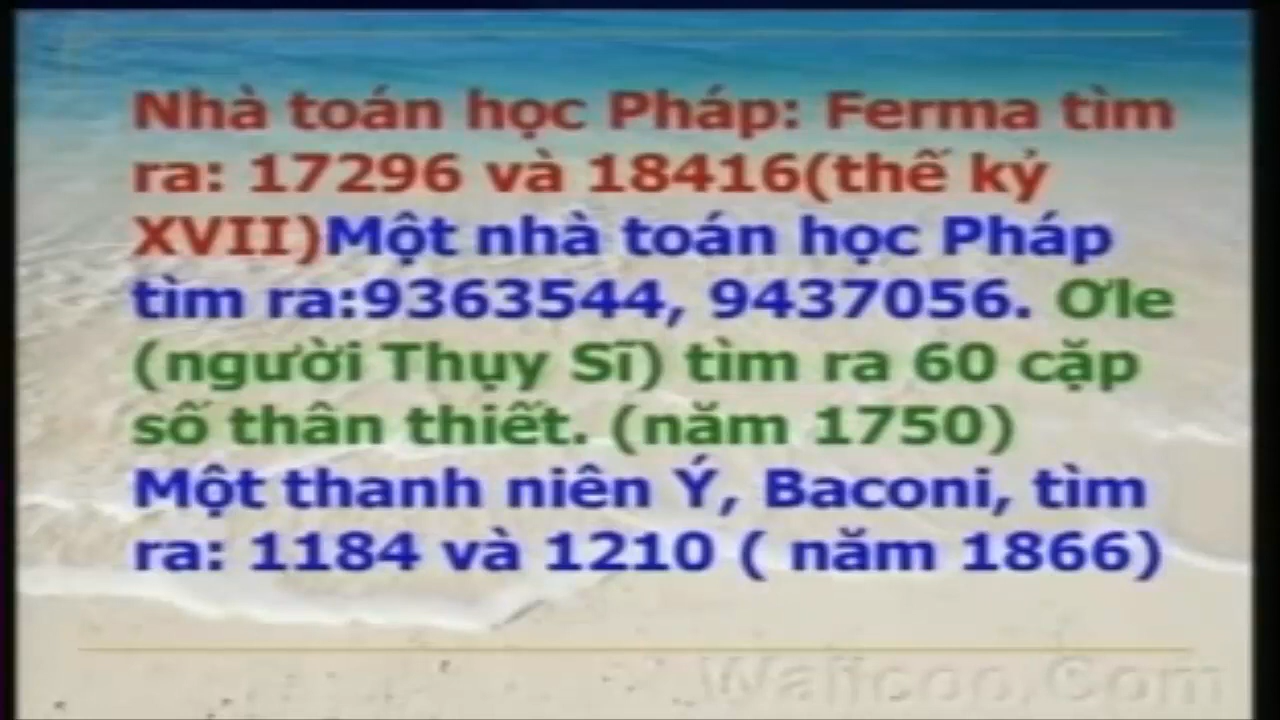 Nhà toán học Pháp: Ferma tìm
ra: 17296 và 18416(thế kỷ
XVII)Một nhà toán học Pháp
tìm ra:9363544, 9437056. Ơle
(người Thụy Sĩ) tìm ra 60 cặp
số thân thiết. (năm 1750)
Một thanh niên Ý, Baconi, tìm
ra: 1184 và 1210 ( năm 1866)